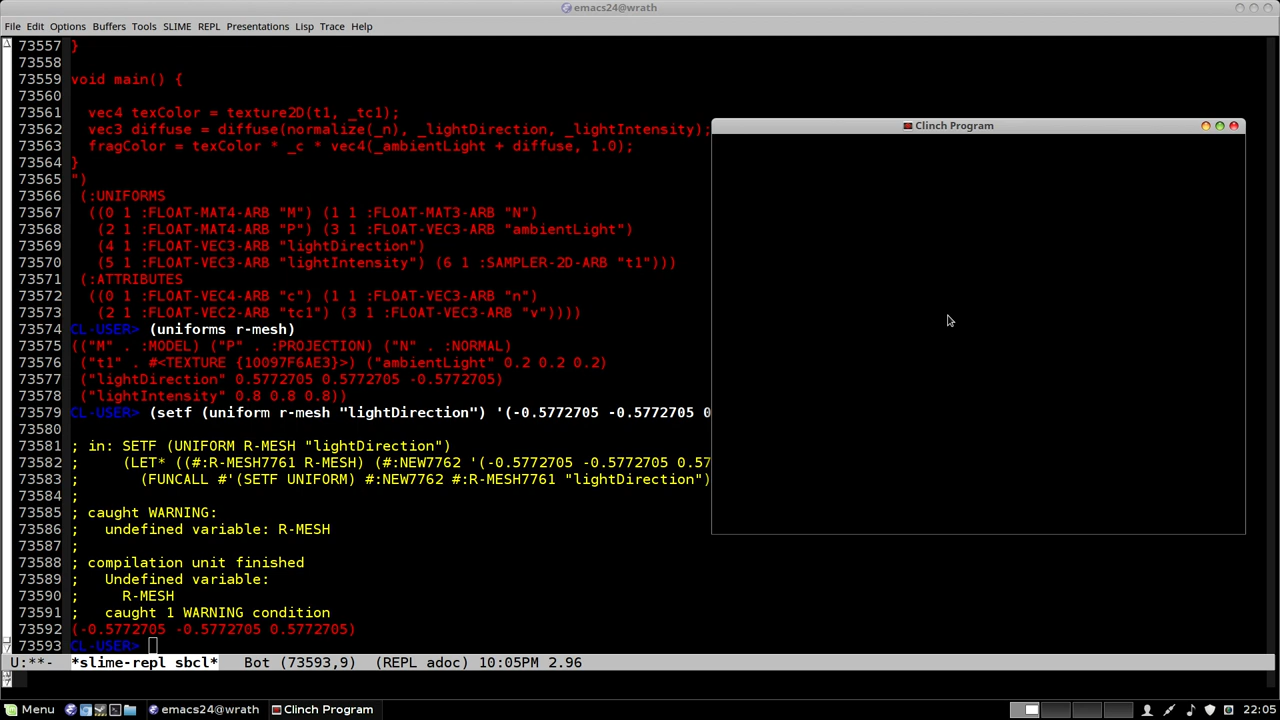 emacs24@wrath
File Edit Options Buffers Tools SLIME REPL Presentations Lisp Trace Help
73557 }
73558
73559 void main() {
73560
73561   vec4 texColor = texture2D(t1, _tc1);
73562   vec3 diffuse = diffuse(normalize(_n), _lightDirection, _lightIntensity);
73563   fragColor = texColor * _c * vec4(_ambientLight + diffuse, 1.0);
73564 }
73565 ")
73566  (:UNIFORMS
73567   ((0 1 :FLOAT-MAT4-ARB "M") (1 1 :FLOAT-MAT3-ARB "N")
73568    (2 1 :FLOAT-MAT4-ARB "P") (3 1 :FLOAT-VEC3-ARB "ambientLight")
73569    (4 1 :FLOAT-VEC3-ARB "lightDirection")
73570    (5 1 :FLOAT-VEC3-ARB "lightIntensity") (6 1 :SAMPLER-2D-ARB "t1")))
73571  (:ATTRIBUTES
73572   ((0 1 :FLOAT-VEC4-ARB "c") (1 1 :FLOAT-VEC3-ARB "n")
73573    (2 1 :FLOAT-VEC2-ARB "tc1") (3 1 :FLOAT-VEC3-ARB "v"))))
73574 CL-USER> (uniforms r-mesh)
73575 (("M" . :MODEL) ("P" . :PROJECTION) ("N" . :NORMAL)
73576  ("t1" . #<TEXTURE {10097F6AE3}>) ("ambientLight" 0.2 0.2 0.2)
73577  ("lightDirection" 0.5772705 0.5772705 -0.5772705)
73578  ("lightIntensity" 0.8 0.8 0.8))
73579 CL-USER> (setf (uniform r-mesh "lightDirection") '(-0.5772705 -0.5772705 0
73580
73581 ; in: SETF (UNIFORM R-MESH "lightDirection")
73582 ;     (LET* ((#:R-MESH7761 R-MESH) (#:NEW7762 '(-0.5772705 -0.5772705 0.57
73583 ;       (FUNCALL #'(SETF UNIFORM) #:NEW7762 #:R-MESH7761 "lightDirection")
73584 ;
73585 ; caught WARNING:
73586 ;   undefined variable: R-MESH
73587 ;
73588 ; compilation unit finished
73589 ;   Undefined variable:
73590 ;     R-MESH
73591 ;   caught 1 WARNING condition
73592 (-0.5772705 -0.5772705 0.5772705)
73593 CL-USER>
Clinch Program
U:**-  *slime-repl sbcl*   Bot (73593,9)  (REPL adoc) 10:05PM 2.96
Menu emacs24@wrath Clinch Program 22:05